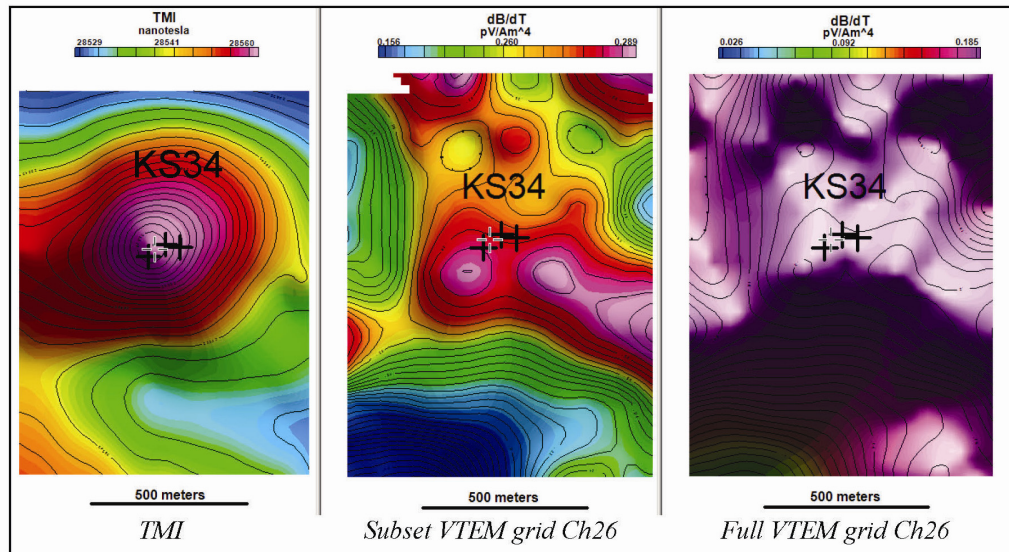 TMI
nanotesla
28529 28541 28560
KS34
500 meters
TMI
dB/dT
pV/Am^4
0.156 0.260 0.289
KS34
500 meters
Subset VTEM grid Ch26
dB/dT
pV/Am^4
0.026 0.092 0.185
KS34
500 meters
Full VTEM grid Ch26